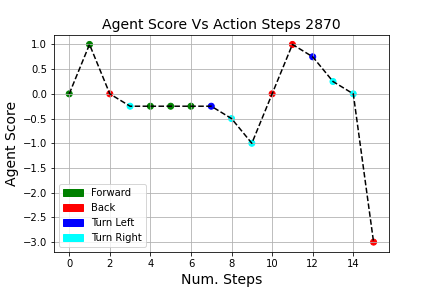 Agent Score Vs Action Steps 2870
1.0
0.5
0.0
−0.5
−1.0
−1.5
−2.0
−2.5
−3.0
Agent Score
Forward
Back
Turn Left
Turn Right
0 2 4 6 8 10 12 14
Num. Steps